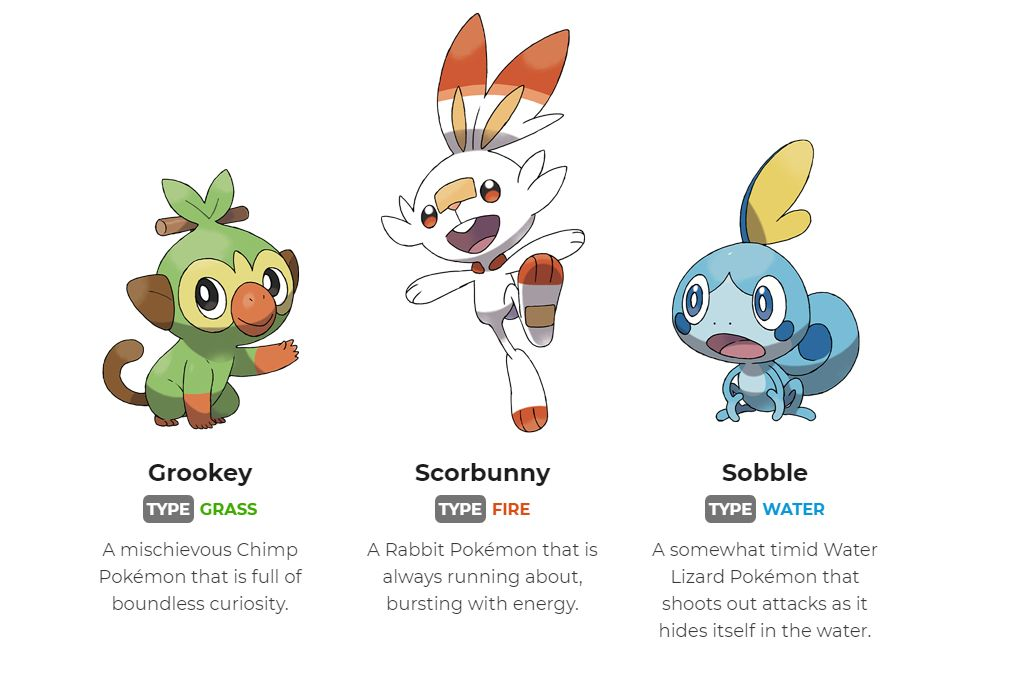 Grookey
TYPE GRASS
A mischievous Chimp
Pokémon that is full of
boundless curiosity.
Scorbunny
TYPE FIRE
A Rabbit Pokémon that is
always running about,
bursting with energy.
Sobble
TYPE WATER
A somewhat timid Water
Lizard Pokémon that
shoots out attacks as it
hides itself in the water.